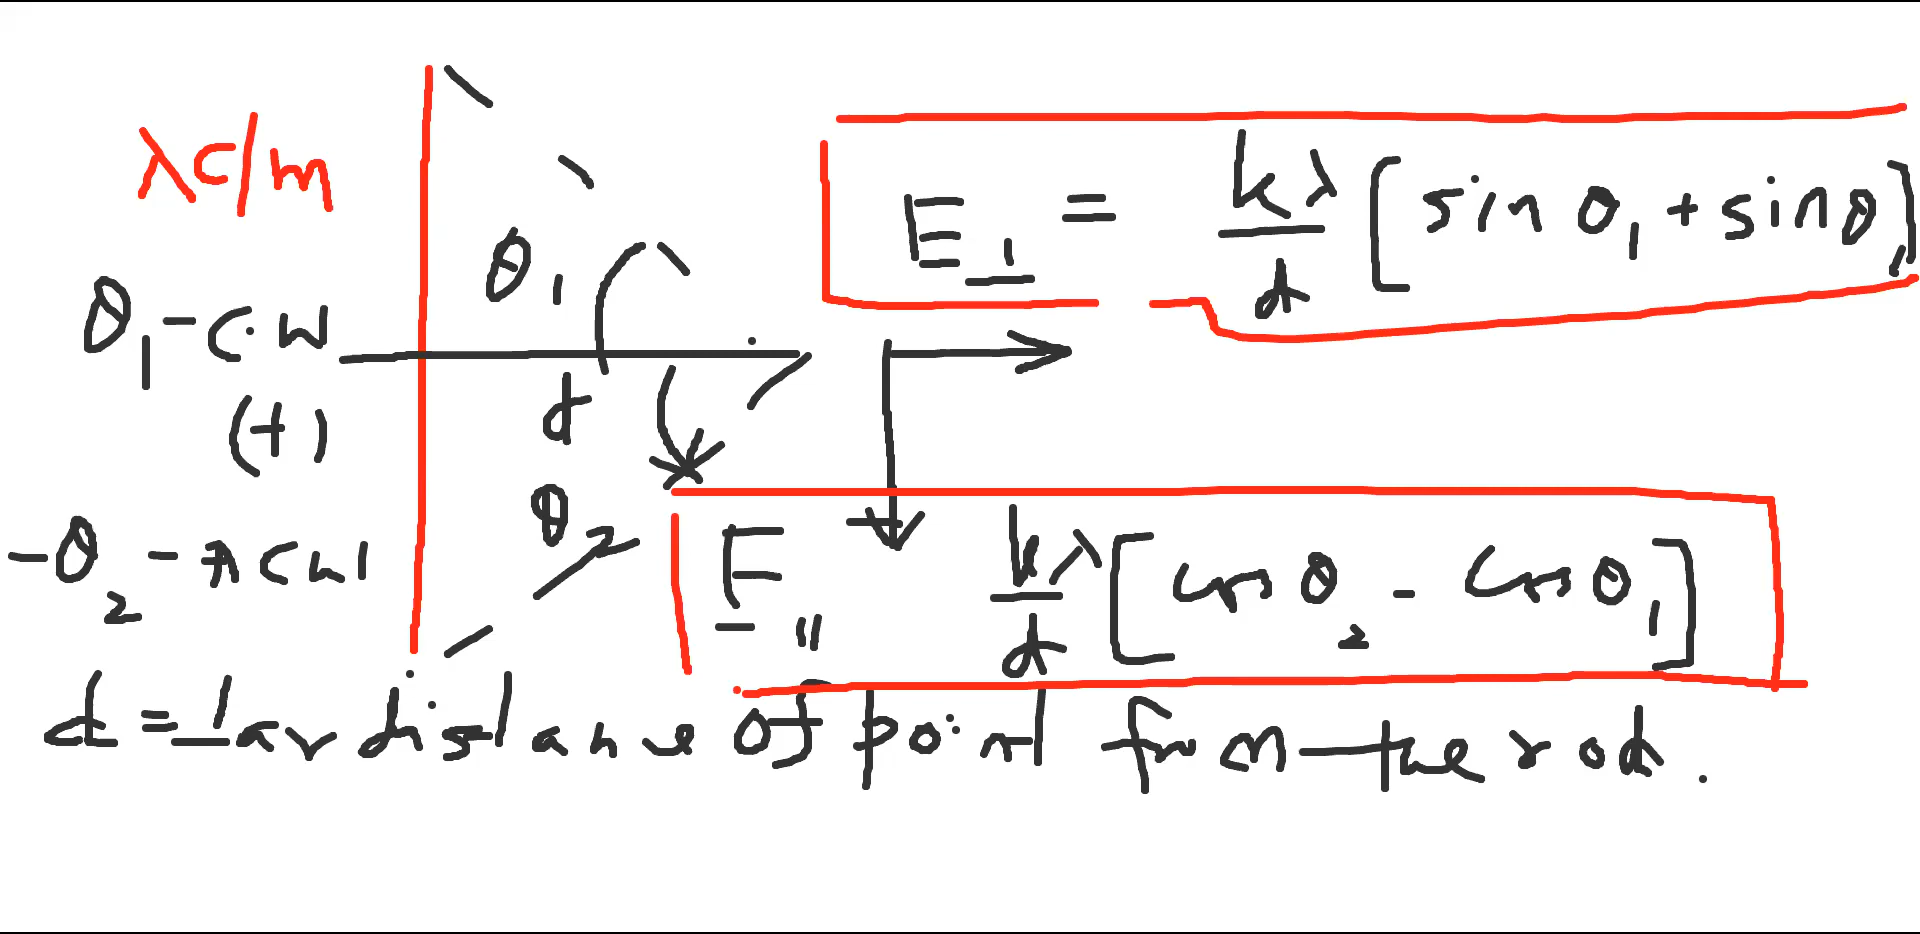 λC/m
E⊥ = kλ/d [sin θ₁ + sin θ₂]
θ₁
θ₁ - C.W
(+)
d
θ₂
-θ₂ - ACW
E|| kλ/d [cos θ₂ - cos θ₁]
d = ⊥ar distance of point from the rod.